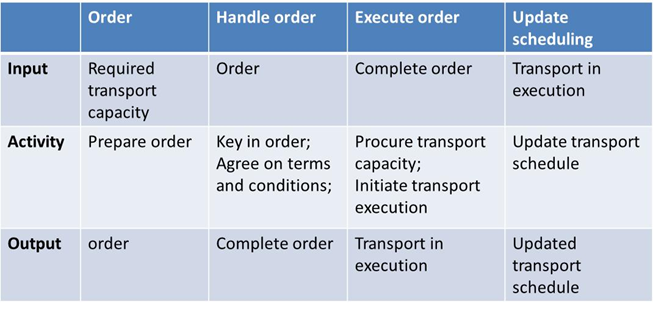 Order
Handle order
Execute order
Update
scheduling
Input
Required
transport
capacity
Order
Complete order
Transport in
execution
Activity
Prepare order
Key in order;
Agree on terms
and conditions;
Procure transport
capacity;
Initiate transport
execution
Update transport
schedule
Output
order
Complete order
Transport in
execution
Updated
transport
schedule